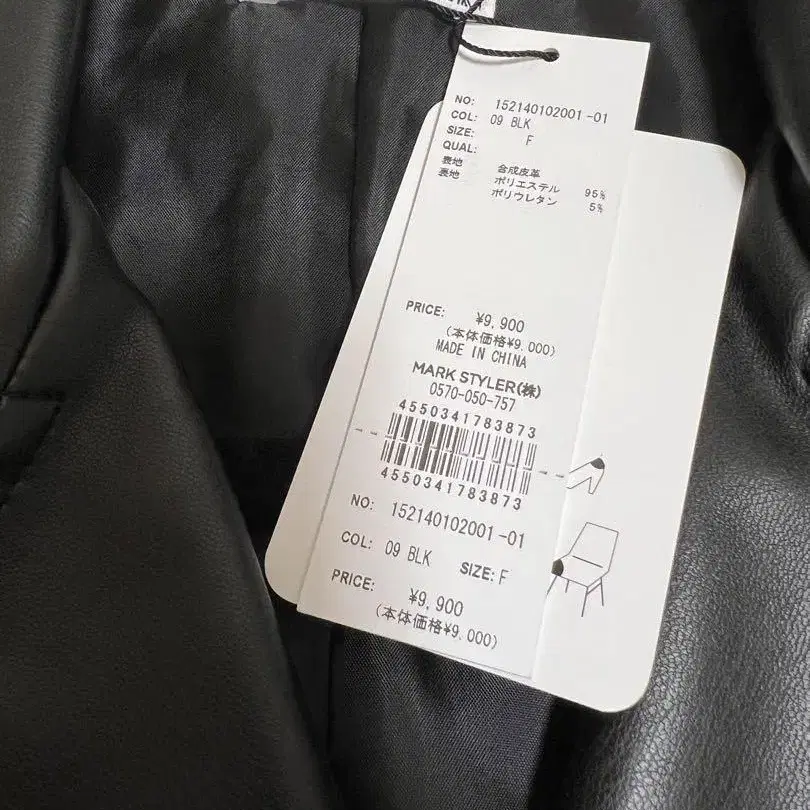 NO: 152140102001-01
COL: 09 BLK
SIZE: F
QUAL:
表地 合成皮革
表地 ポリエステル 95%
ポリウレタン 5%
PRICE: ¥9,900
(本体価格¥9,000)
MADE IN CHINA
MARK STYLER(株)
0570-050-757
4550341783873
4550341783873
NO: 152140102001-01
COL: 09 BLK SIZE: F
PRICE: ¥9,900
(本体価格¥9,000)